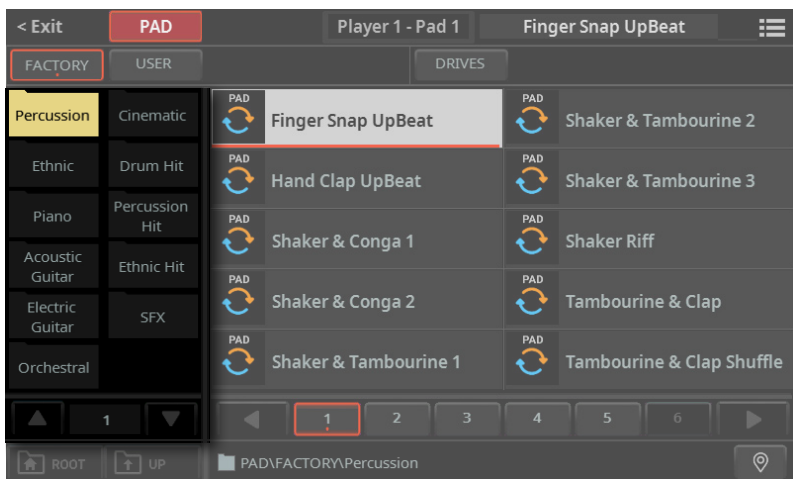 < Exit PAD Player 1 - Pad 1 Finger Snap UpBeat
FACTORY USER DRIVES
Percussion Cinematic
Ethnic Drum Hit
Piano Percussion
Hit
Acoustic
Guitar Ethnic Hit
Electric
Guitar SFX
Orchestral
1
PAD
Finger Snap UpBeat
PAD
Hand Clap UpBeat
PAD
Shaker & Conga 1
PAD
Shaker & Conga 2
PAD
Shaker & Tambourine 1
PAD
Shaker & Tambourine 2
PAD
Shaker & Tambourine 3
PAD
Shaker Riff
PAD
Tambourine & Clap
PAD
Tambourine & Clap Shuffle
1 2 3 4 5 6
ROOT UP PAD\FACTORY\Percussion